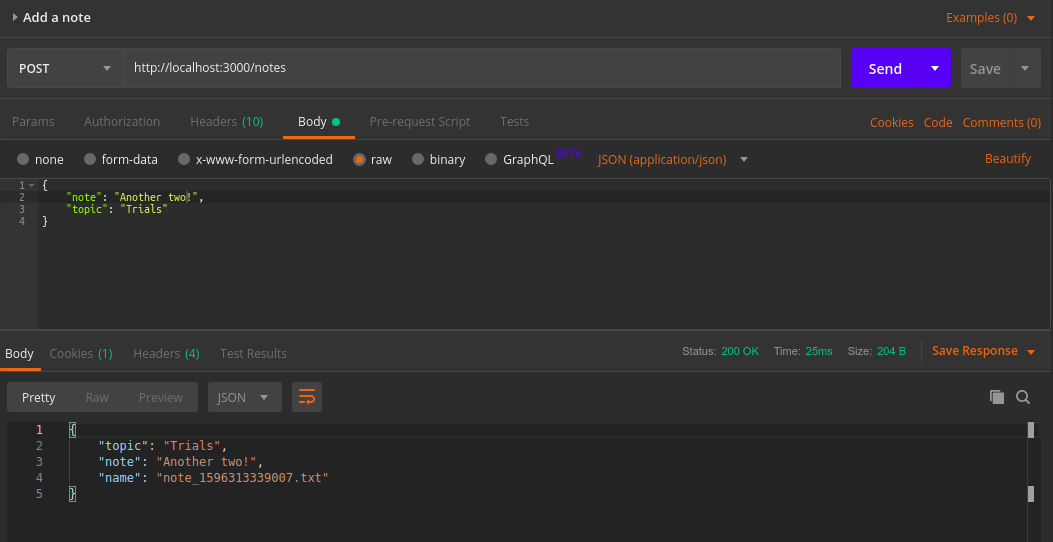 Add a note Examples (0)
POST http://localhost:3000/notes Send Save
Params Authorization Headers (10) Body Pre-request Script Tests Cookies Code Comments (0)
none form-data x-www-form-urlencoded raw binary GraphQL BETA JSON (application/json) Beautify
1 {
2 "note": "Another two!",
3 "topic": "Trials"
4 }
Body Cookies (1) Headers (4) Test Results Status: 200 OK Time: 25ms Size: 204 B Save Response
Pretty Raw Preview JSON
1 {
2 "topic": "Trials",
3 "note": "Another two!",
4 "name": "note_1596313339007.txt"
5 }